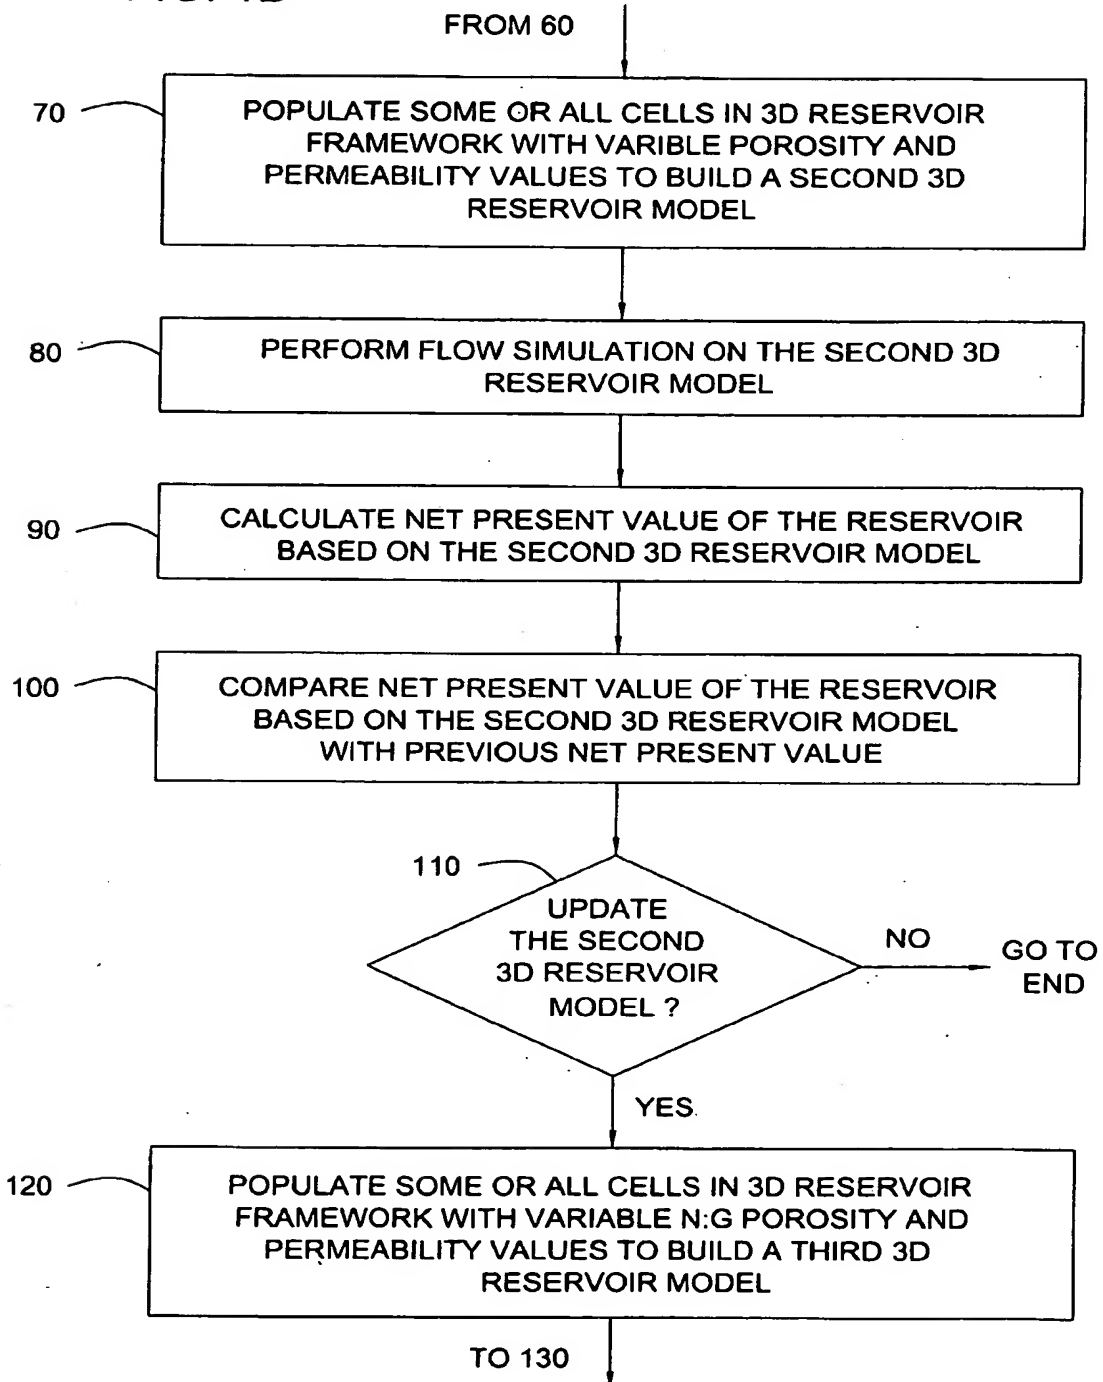 FROM 60
70
POPULATE SOME OR ALL CELLS IN 3D RESERVOIR
FRAMEWORK WITH VARIBLE POROSITY AND
PERMEABILITY VALUES TO BUILD A SECOND 3D
RESERVOIR MODEL
80
PERFORM FLOW SIMULATION ON THE SECOND 3D
RESERVOIR MODEL
90
CALCULATE NET PRESENT VALUE OF THE RESERVOIR
BASED ON THE SECOND 3D RESERVOIR MODEL
100
COMPARE NET PRESENT VALUE OF THE RESERVOIR
BASED ON THE SECOND 3D RESERVOIR MODEL
WITH PREVIOUS NET PRESENT VALUE
110
UPDATE
THE SECOND
3D RESERVOIR
MODEL ?
NO
GO TO
END
YES
120
POPULATE SOME OR ALL CELLS IN 3D RESERVOIR
FRAMEWORK WITH VARIABLE N:G POROSITY AND
PERMEABILITY VALUES TO BUILD A THIRD 3D
RESERVOIR MODEL
TO 130